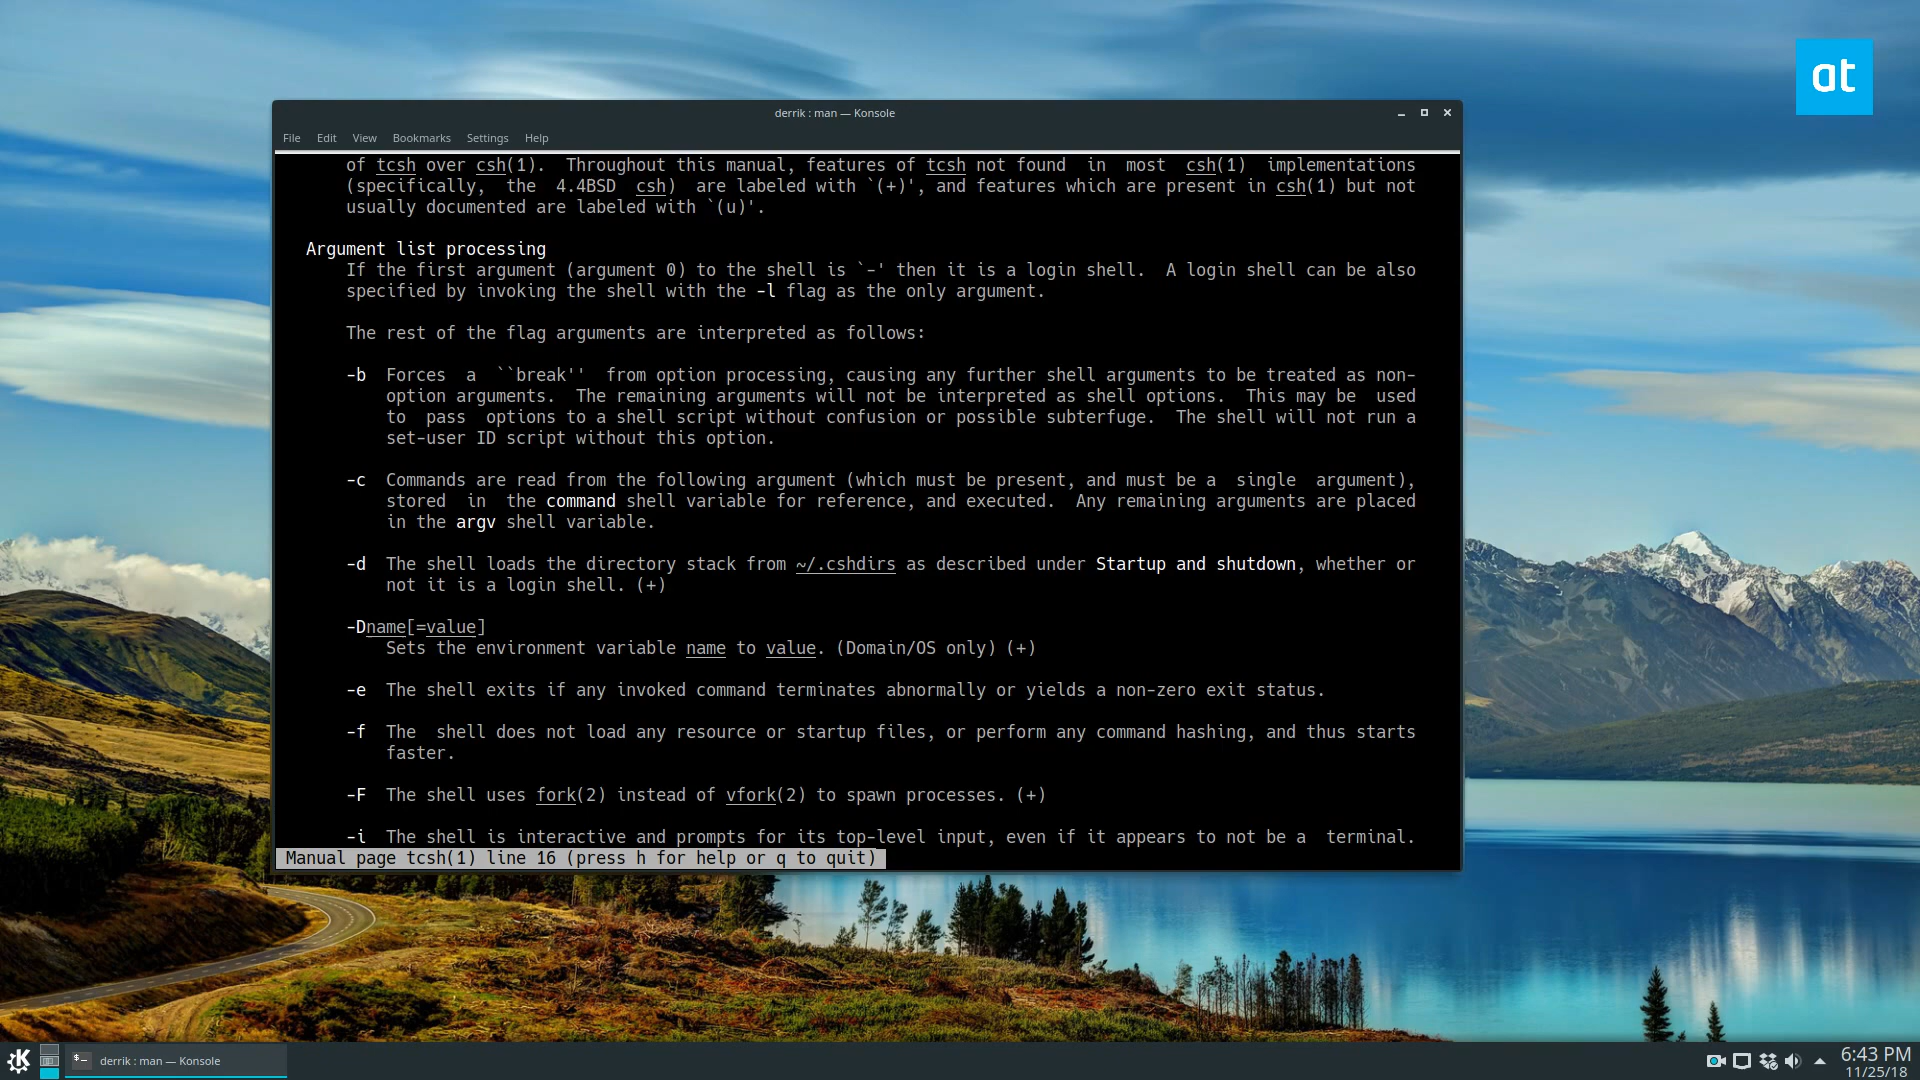 at
derrik : man — Konsole
File Edit View Bookmarks Settings Help
of tcsh over csh(1).  Throughout this manual, features of tcsh not found  in  most  csh(1)  implementations
(specifically,  the  4.4BSD  csh)  are labeled with `(+)', and features which are present in csh(1) but not
usually documented are labeled with `(u)'.
Argument list processing
If the first argument (argument 0) to the shell is `-' then it is a login shell.  A login shell can be also
specified by invoking the shell with the -l flag as the only argument.
The rest of the flag arguments are interpreted as follows:
-b  Forces  a  ``break''  from option processing, causing any further shell arguments to be treated as non-
option arguments.  The remaining arguments will not be interpreted as shell options.  This may be  used
to  pass  options to a shell script without confusion or possible subterfuge.  The shell will not run a
set-user ID script without this option.
-c  Commands are read from the following argument (which must be present, and must be a  single  argument),
stored  in  the command shell variable for reference, and executed.  Any remaining arguments are placed
in the argv shell variable.
-d  The shell loads the directory stack from ~/.cshdirs as described under Startup and shutdown, whether or
not it is a login shell. (+)
-Dname[=value]
Sets the environment variable name to value. (Domain/OS only) (+)
-e  The shell exits if any invoked command terminates abnormally or yields a non-zero exit status.
-f  The  shell does not load any resource or startup files, or perform any command hashing, and thus starts
faster.
-F  The shell uses fork(2) instead of vfork(2) to spawn processes. (+)
-i  The shell is interactive and prompts for its top-level input, even if it appears to not be a  terminal.
Manual page tcsh(1) line 16 (press h for help or q to quit)
derrik : man — Konsole
6:43 PM
11/25/18